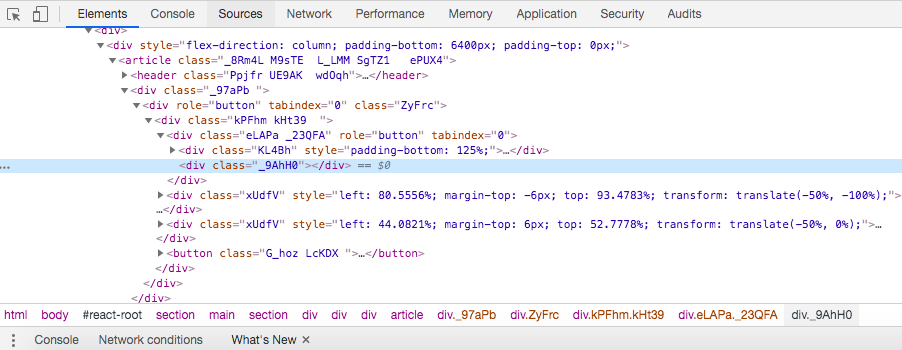 Elements Console Sources Network Performance Memory Application Security Audits
<div>
<div style="flex-direction: column; padding-bottom: 6400px; padding-top: 0px;">
<article class="_8Rm4L M9sTE  L_LMM SgTZ1   ePUX4">
<header class="Ppjfr UE9AK  wdOqh">…</header>
<div class="_97aPb ">
<div role="button" tabindex="0" class="ZyFrc">
<div class="kPFhm kHt39  ">
<div class="eLAPa _23QFA" role="button" tabindex="0">
<div class="KL4Bh" style="padding-bottom: 125%;">…</div>
… <div class="_9AhH0"></div> == $0
</div>
<div class="xUdfV" style="left: 80.5556%; margin-top: -6px; top: 93.4783%; transform: translate(-50%, -100%);">
…</div>
<div class="xUdfV" style="left: 44.0821%; margin-top: 6px; top: 52.7778%; transform: translate(-50%, 0%);">…
</div>
<button class="G_hoz LcKDX ">…</button>
</div>
</div>
</div>
html body #react-root section main section div div div article div._97aPb div.ZyFrc div.kPFhm.kHt39 div.eLAPa._23QFA div._9AhH0
Console Network conditions What's New ×